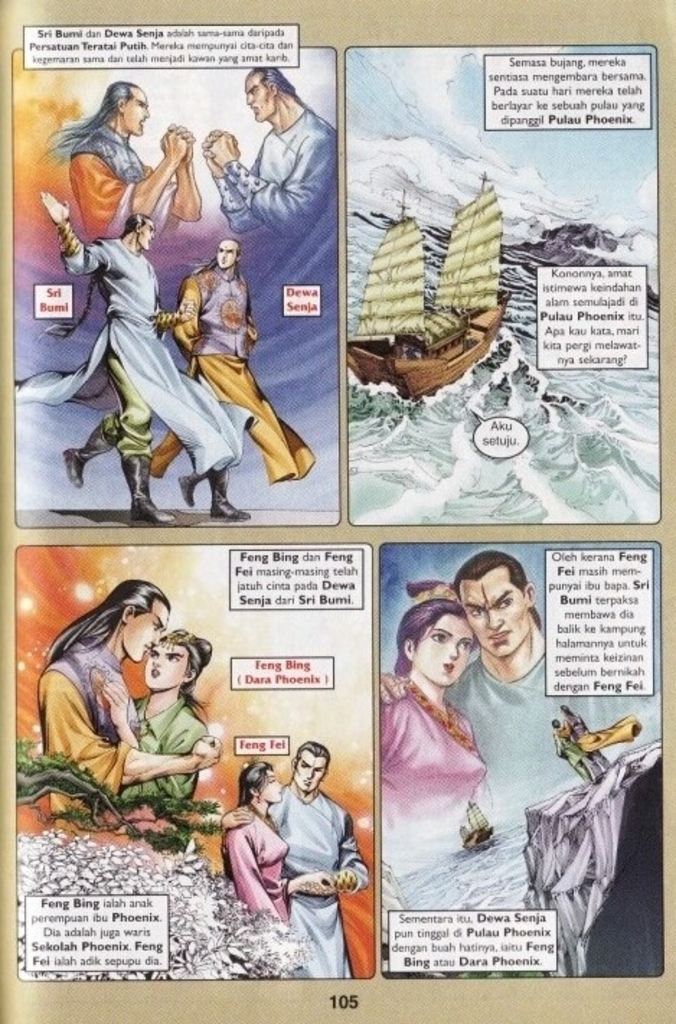 Sri Bumi dan Dewa Senja adalah sama-sama daripada
Persatuan Teratai Putih. Mereka mempunyai cita-cita dan
kegemaran sama dan telah menjadi kawan yang amat karib.
Sri
Bumi
Dewa
Senja
Semasa bujang, mereka
sentiasa mengembara bersama.
Pada suatu hari mereka telah
berlayar ke sebuah pulau yang
dipanggil Pulau Phoenix.
Kononnya, amat
istimewa keindahan
alam semulajadi di
Pulau Phoenix itu.
Apa kau kata, mari
kita pergi melawat-
nya sekarang?
Aku
setuju.
Feng Bing dan Feng
Fei masing-masing telah
jatuh cinta pada Dewa
Senja dari Sri Bumi.
Feng Bing
( Dara Phoenix )
Feng Fei
Feng Bing ialah anak
perempuan ibu Phoenix.
Dia adalah juga waris
Sekolah Phoenix. Feng
Fei ialah adik sepupu dia.
Oleh kerana Feng
Fei masih mem-
punyai ibu bapa. Sri
Bumi terpaksa
membawa dia
balik ke kampung
halamannya untuk
meminta keizinan
sebelum bernikah
dengan Feng Fei.
Sementara itu, Dewa Senja
pun tinggal di Pulau Phoenix
dengan buah hatinya, iaitu Feng
Bing atau Dara Phoenix.
105